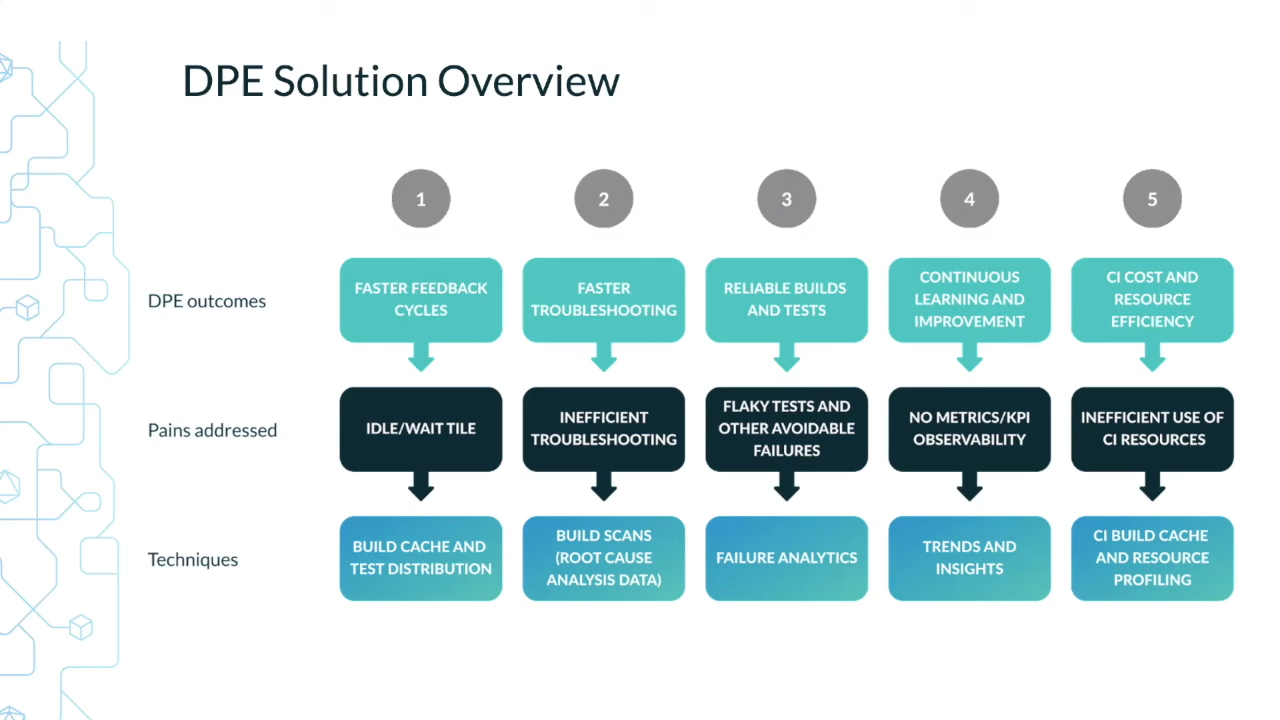 DPE Solution Overview
1
2
3
4
5
DPE outcomes
FASTER FEEDBACK
CYCLES
FASTER
TROUBLESHOOTING
RELIABLE BUILDS
AND TESTS
CONTINUOUS
LEARNING AND
IMPROVEMENT
CI COST AND
RESOURCE
EFFICIENCY
Pains addressed
IDLE/WAIT TILE
INEFFICIENT
TROUBLESHOOTING
FLAKY TESTS AND
OTHER AVOIDABLE
FAILURES
NO METRICS/KPI
OBSERVABILITY
INEFFICIENT USE OF
CI RESOURCES
Techniques
BUILD CACHE AND
TEST DISTRIBUTION
BUILD SCANS
(ROOT CAUSE
ANALYSIS DATA)
FAILURE ANALYTICS
TRENDS AND
INSIGHTS
CI BUILD CACHE
AND RESOURCE
PROFILING